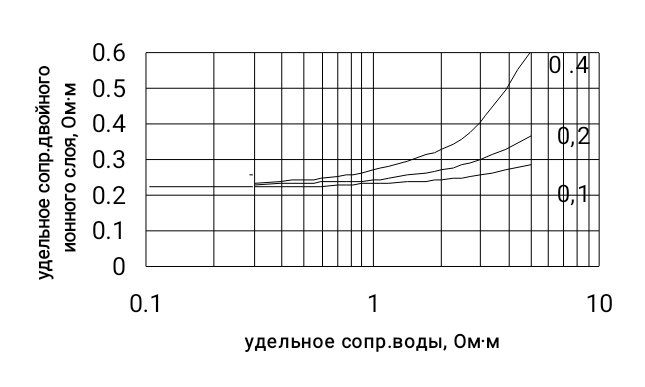 удельное сопр.двойного
ионного слоя, Ом·м
0.6
0.5
0.4
0.3
0.2
0.1
0
0 .4
0,2
0,1
0.1 1 10
удельное сопр.воды, Ом·м